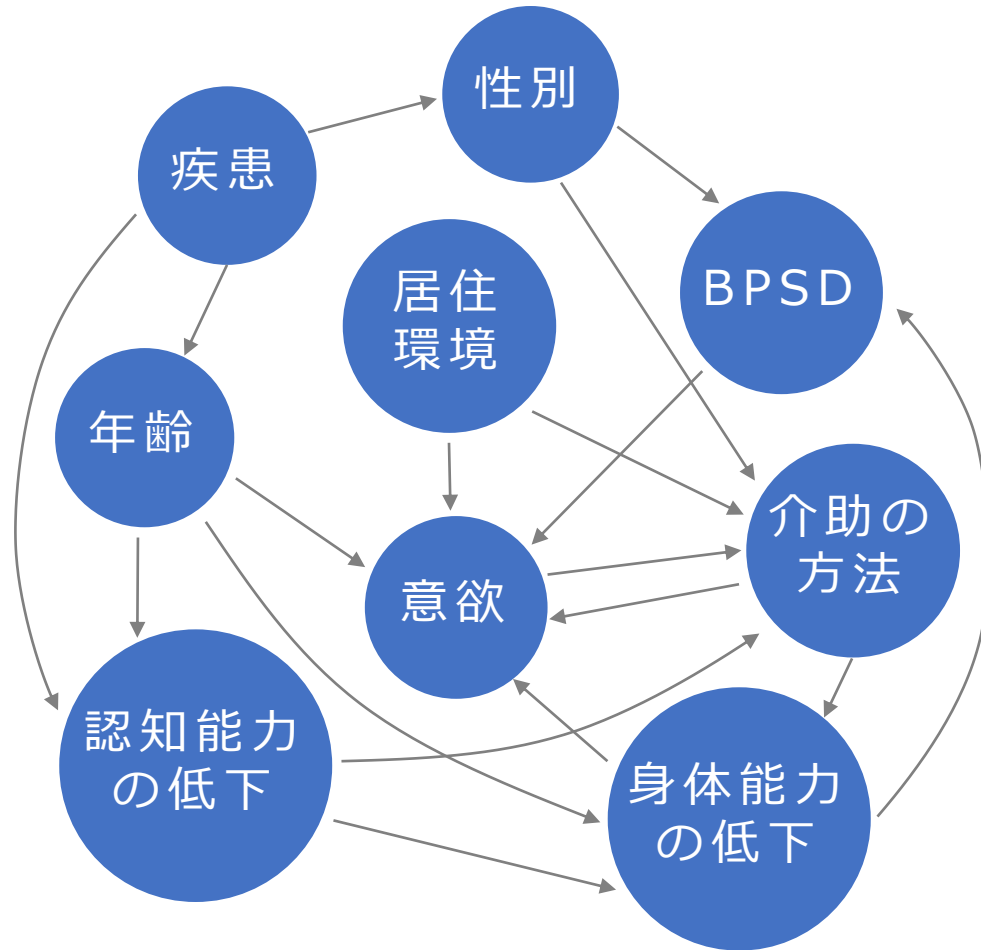 性別
疾患
居住
環境
BPSD
年齢
介助の
方法
意欲
認知能力
の低下
身体能力
の低下